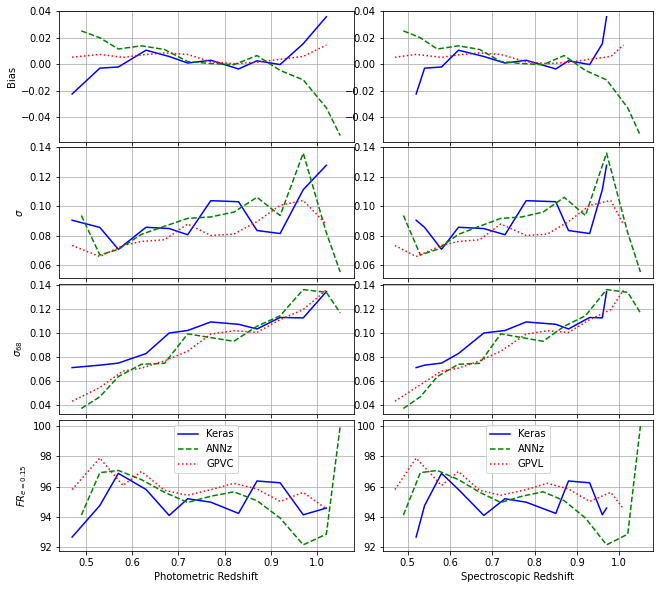 0.04 0.04
0.02 0.02
0.00 0.00
−0.02 −0.02
−0.04 −0.04
Bias
0.14 0.14
0.12 0.12
0.10 0.10
0.08 0.08
0.06 0.06
σ
0.14 0.14
0.12 0.12
0.10 0.10
0.08 0.08
0.06 0.06
0.04 0.04
σ68
100 100
98 98
96 96
94 94
92 92
FRe=0.15
Keras
ANNz
GPVC
Keras
ANNz
GPVL
0.5 0.6 0.7 0.8 0.9 1.0
0.5 0.6 0.7 0.8 0.9 1.0
Photometric Redshift
Spectroscopic Redshift